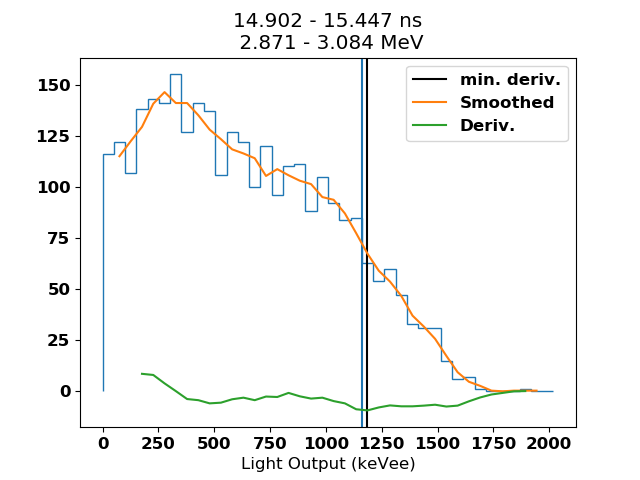 14.902 - 15.447 ns
2.871 - 3.084 MeV
min. deriv.
Smoothed
Deriv.
150
125
100
75
50
25
0
0 250 500 750 1000 1250 1500 1750 2000
Light Output (keVee)